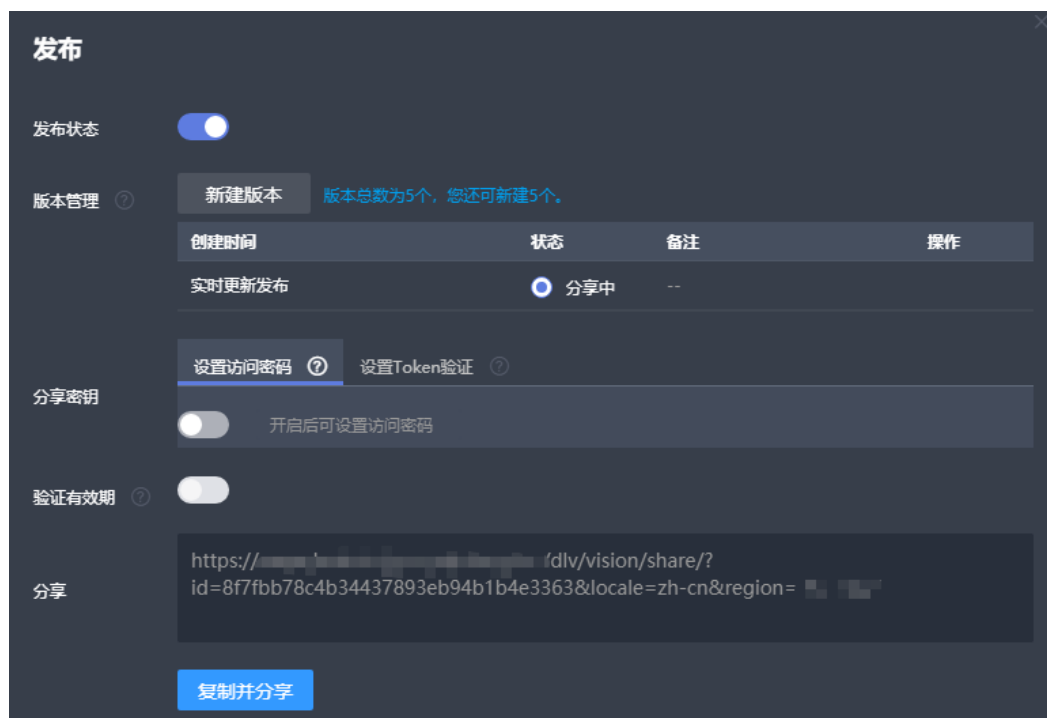 发布
发布状态
版本管理 ? 新建版本 版本总数为5个，您还可新建5个。
创建时间 状态 备注 操作
实时更新发布 分享中 --
设置访问密码 ? 设置Token验证 ?
分享密钥
开启后可设置访问密码
验证有效期 ?
https:// /dlv/vision/share/?
id=8f7fbb78c4b34437893eb94b1b4e3363&locale=zh-cn&region=
分享
复制并分享